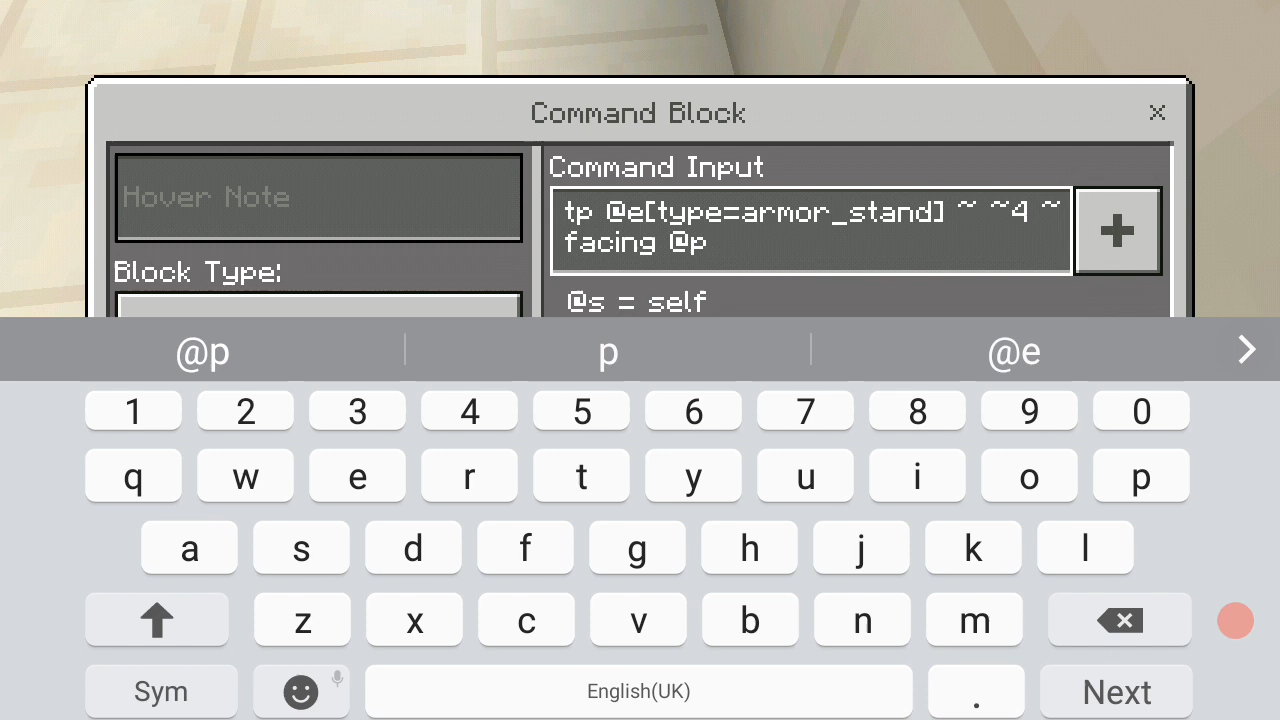 Command Block
Hover Note
Block Type:
Command Input
tp @e[type=armor_stand] ~ ~4 ~
facing @p
@s = self
@p p @e
1 2 3 4 5 6 7 8 9 0
q w e r t y u i o p
a s d f g h j k l
z x c v b n m
Sym English(UK) . Next